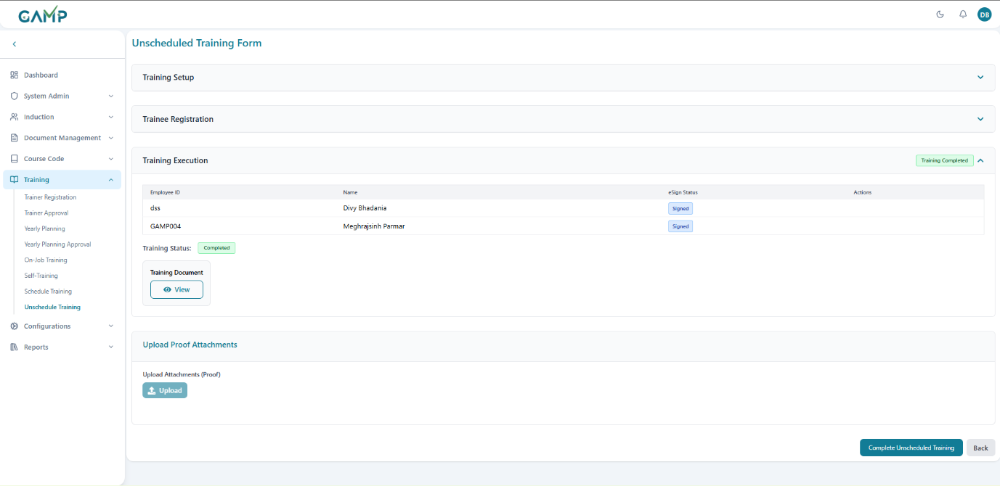 GAMP
DB
Unscheduled Training Form
Dashboard
System Admin
Induction
Document Management
Course Code
Training
Trainer Registration
Trainer Approval
Yearly Planning
Yearly Planning Approval
On-Job Training
Self-Training
Schedule Training
Unschedule Training
Configurations
Reports
Training Setup
Trainee Registration
Training Execution Training Completed
Employee ID Name eSign Status Actions
dss Divy Bhadania Signed
GAMP004 Meghrajsinh Parmar Signed
Training Status: Completed
Training Document
View
Upload Proof Attachments
Upload Attachments (Proof)
Upload
Complete Unscheduled Training Back